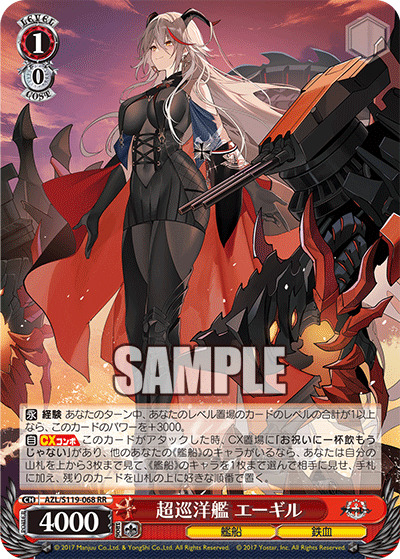 LEVEL
1
0
COST
SAMPLE
永 経験 あなたのターン中、あなたのレベル置場のカードのレベルの合計が1以上
なら、このカードのパワーを+3000。
自 CXコンボ このカードがアタックした時、CX置場に「お祝いに一杯飲もう
じゃない」があり、他のあなたの《艦船》のキャラがいるなら、あなたは自分の
山札を上から3枚まで見て、《艦船》のキャラを1枚まで選んで相手に見せ、手札
に加え、残りのカードを山札の上に好きな順番で置く。
CH AZL/S119-068 RR
4000
超巡洋艦 エーギル
艦船 鉄血
© 2017 Manjuu Co.,Ltd. & YongShi Co.,Ltd. All Rights Reserved. © 2017 Yostar, Inc. All Rights Reserved.